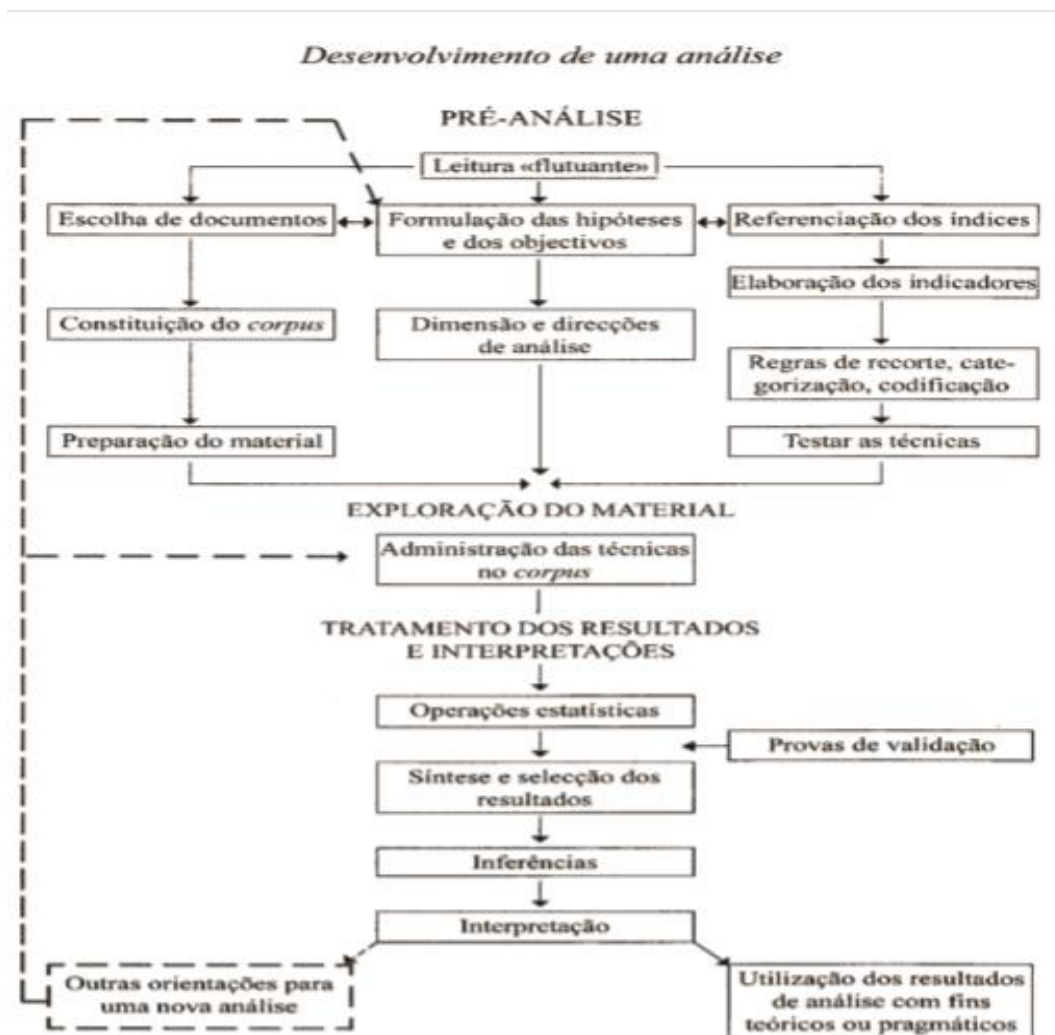 Desenvolvimento de uma análise
PRÉ-ANÁLISE
Leitura «flutuante»
Escolha de documentos
Formulação das hipóteses
e dos objectivos
Referenciação dos índices
Elaboração dos indicadores
Constituição do corpus
Dimensão e direcções
de análise
Regras de recorte, cate-
gorização, codificação
Preparação do material
Testar as técnicas
EXPLORAÇÃO DO MATERIAL
Administração das técnicas
no corpus
TRATAMENTO DOS RESULTADOS
E INTERPRETAÇÕES
Operações estatísticas
Provas de validação
Síntese e selecção dos
resultados
Inferências
Interpretação
Outras orientações para
uma nova análise
Utilização dos resultados
de análise com fins
teóricos ou pragmáticos